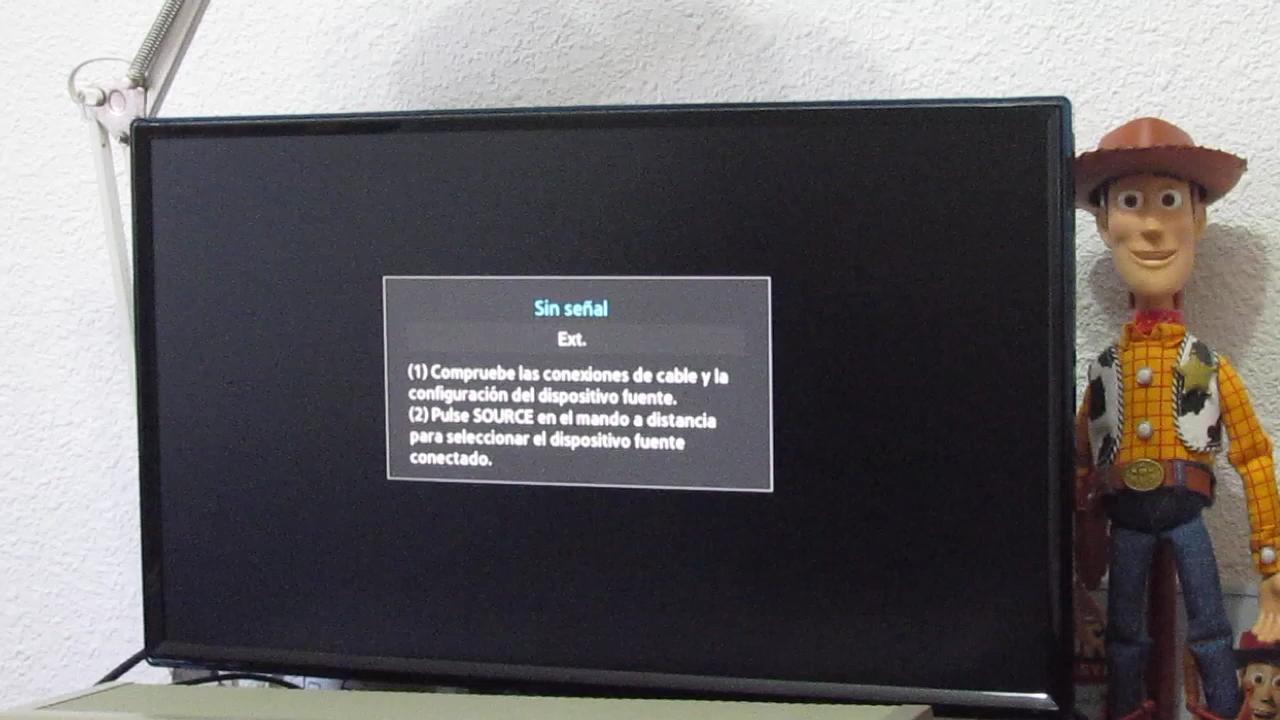 Sin señal
Ext.
(1) Compruebe las conexiones de cable y la
configuración del dispositivo fuente.
(2) Pulse SOURCE en el mando a distancia
para seleccionar el dispositivo fuente
conectado.